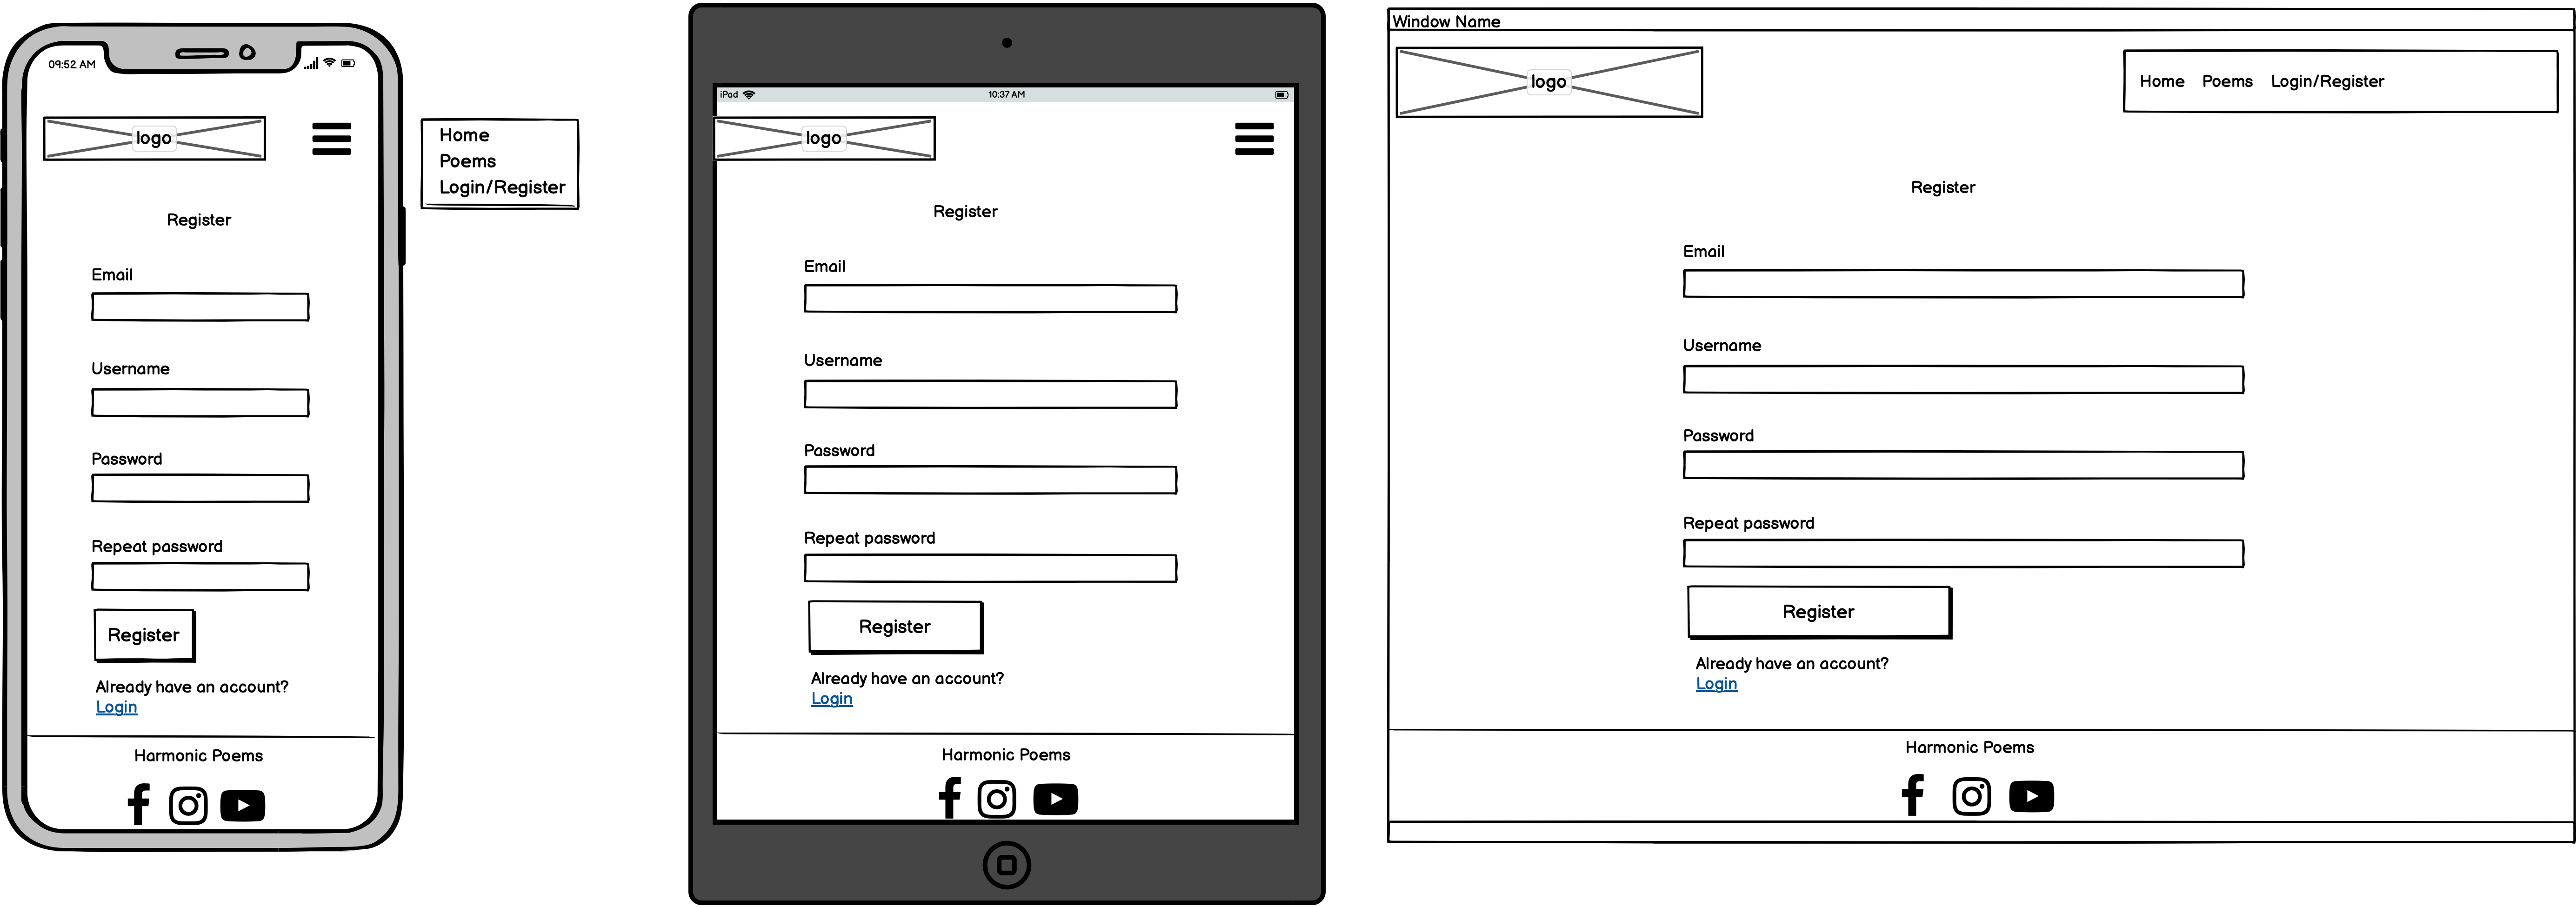 09:52 AM
logo
Register
Email
Username
Password
Repeat password
Register
Already have an account?
Login
Harmonic Poems
Home
Poems
Login/Register
iPad
10:37 AM
logo
Register
Email
Username
Password
Repeat password
Register
Already have an account?
Login
Harmonic Poems
Window Name
logo
Home Poems Login/Register
Register
Email
Username
Password
Repeat password
Register
Already have an account?
Login
Harmonic Poems